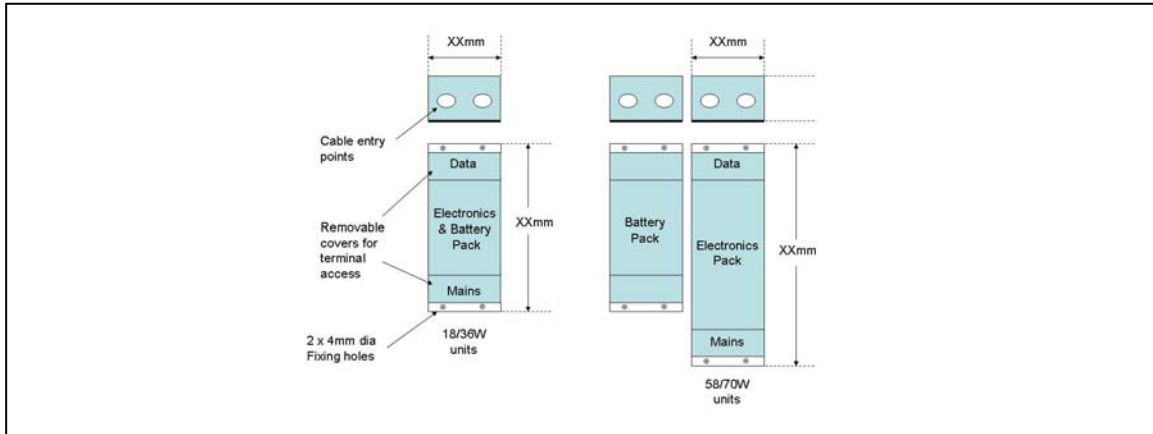 XXmm
XXmm
Cable entry
points
Data
Electronics
& Battery
Pack
Mains
Removable
covers for
terminal
access
2 x 4mm dia
Fixing holes
XXmm
18/36W
units
Battery
Pack
Data
Electronics
Pack
Mains
XXmm
58/70W
units